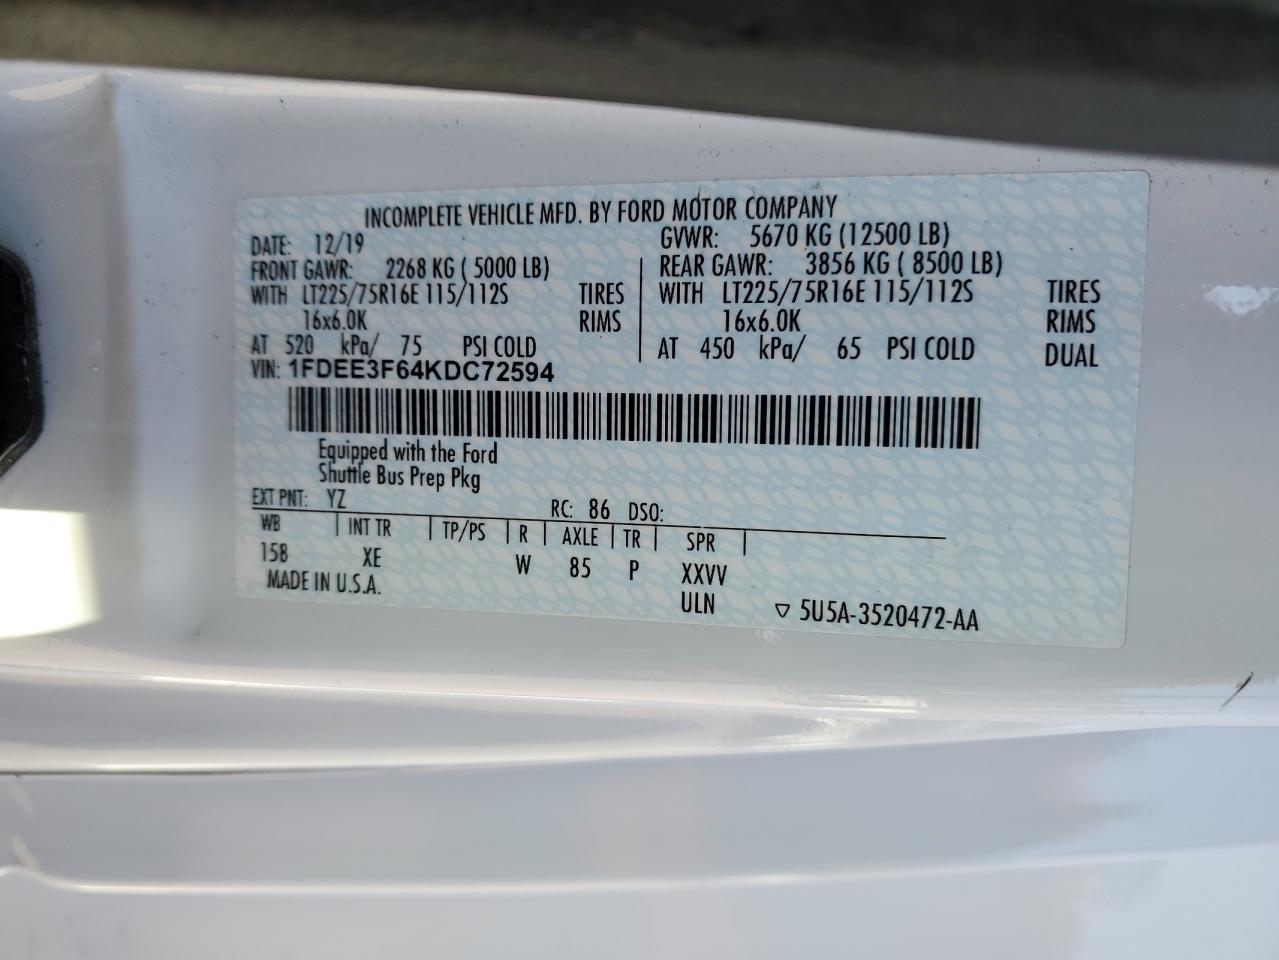 INCOMPLETE VEHICLE MFD. BY FORD MOTOR COMPANY
DATE: 12/19 GVWR: 5670 KG (12500 LB)
FRONT GAWR: 2268 KG ( 5000 LB) REAR GAWR: 3856 KG ( 8500 LB)
WITH LT225/75R16E 115/112S TIRES WITH LT225/75R16E 115/112S TIRES
16x6.0K RIMS 16x6.0K RIMS
AT 520 kPa/ 75 PSI COLD AT 450 kPa/ 65 PSI COLD DUAL
VIN: 1FDEE3F64KDC72594
Equipped with the Ford
Shuttle Bus Prep Pkg
EXT PNT: YZ RC: 86 DSO:
WB INT TR TP/PS R AXLE TR SPR
158 XE W 85 P XXVV
MADE IN U.S.A. ULN ▽ 5U5A-3520472-AA